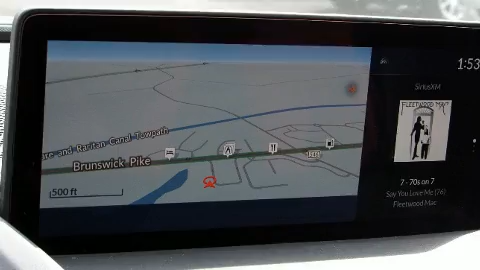 1:53
SiriusXM
FLEETWOOD MAC
re-and-Raritan-Canal-Towpath
Brunswick Pike
500 ft
7 - 70s on 7
Say You Love Me (76)
Fleetwood Mac